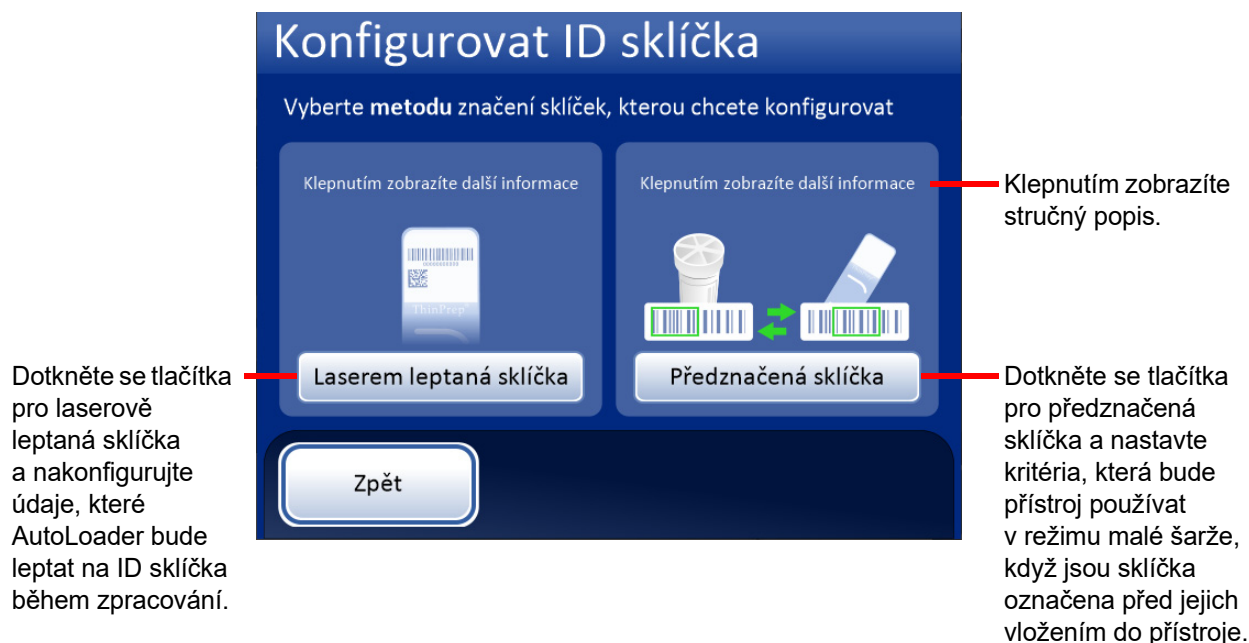 Konfigurovat ID sklíčka
Vyberte metodu značení sklíček, kterou chcete konfigurovat
Klepnutím zobrazíte další informace
ThinPrep
Laserem leptaná sklíčka
Klepnutím zobrazíte další informace
Předznačená sklíčka
Zpět
Klepnutím zobrazíte
stručný popis.
Dotkněte se tlačítka
pro laserově
leptaná sklíčka
a nakonfigurujte
údaje, které
AutoLoader bude
leptat na ID sklíčka
během zpracování.
Dotkněte se tlačítka
pro předznačená
sklíčka a nastavte
kritéria, která bude
přístroj používat
v režimu malé šarže,
když jsou sklíčka
označena před jejich
vložením do přístroje.